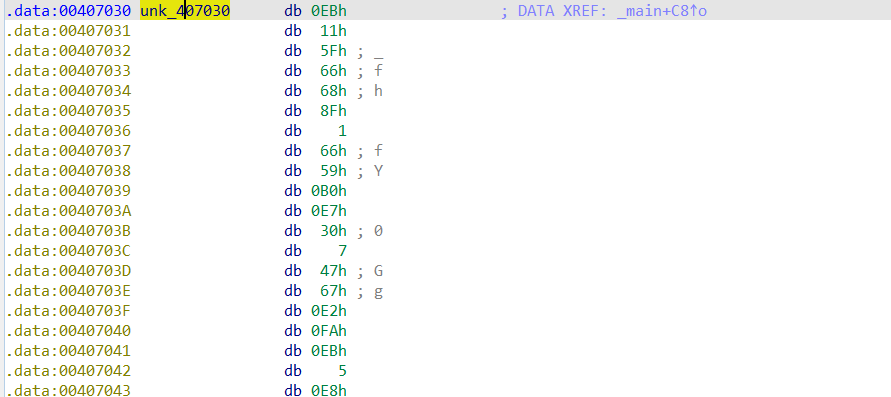 .data:00407030 unk_407030 db 0EBh ; DATA XREF: _main+C8↑o
.data:00407031 db 11h
.data:00407032 db 5Fh ; _
.data:00407033 db 66h ; f
.data:00407034 db 68h ; h
.data:00407035 db 8Fh
.data:00407036 db 1
.data:00407037 db 66h ; f
.data:00407038 db 59h ; Y
.data:00407039 db 0B0h
.data:0040703A db 0E7h
.data:0040703B db 30h ; 0
.data:0040703C db 7
.data:0040703D db 47h ; G
.data:0040703E db 67h ; g
.data:0040703F db 0E2h
.data:00407040 db 0FAh
.data:00407041 db 0EBh
.data:00407042 db 5
.data:00407043 db 0E8h